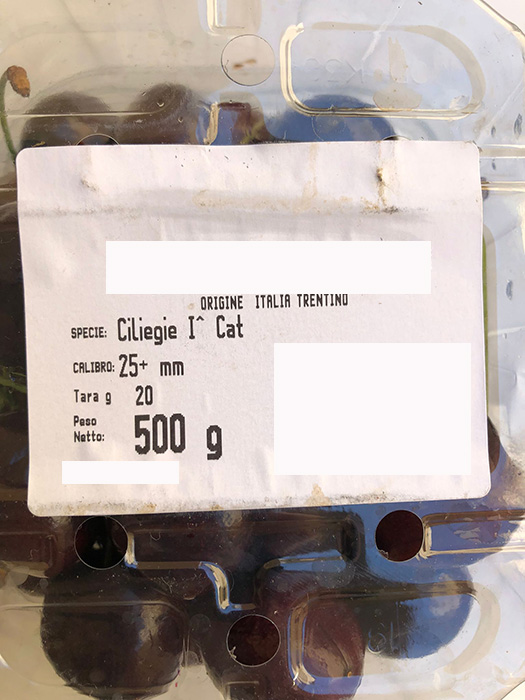 ORIGINE ITALIA TRENTINO
SPECIE: Ciliegie I^ Cat
CALIBRO: 25+ mm
Tara g 20
Peso
Netto: 500 g